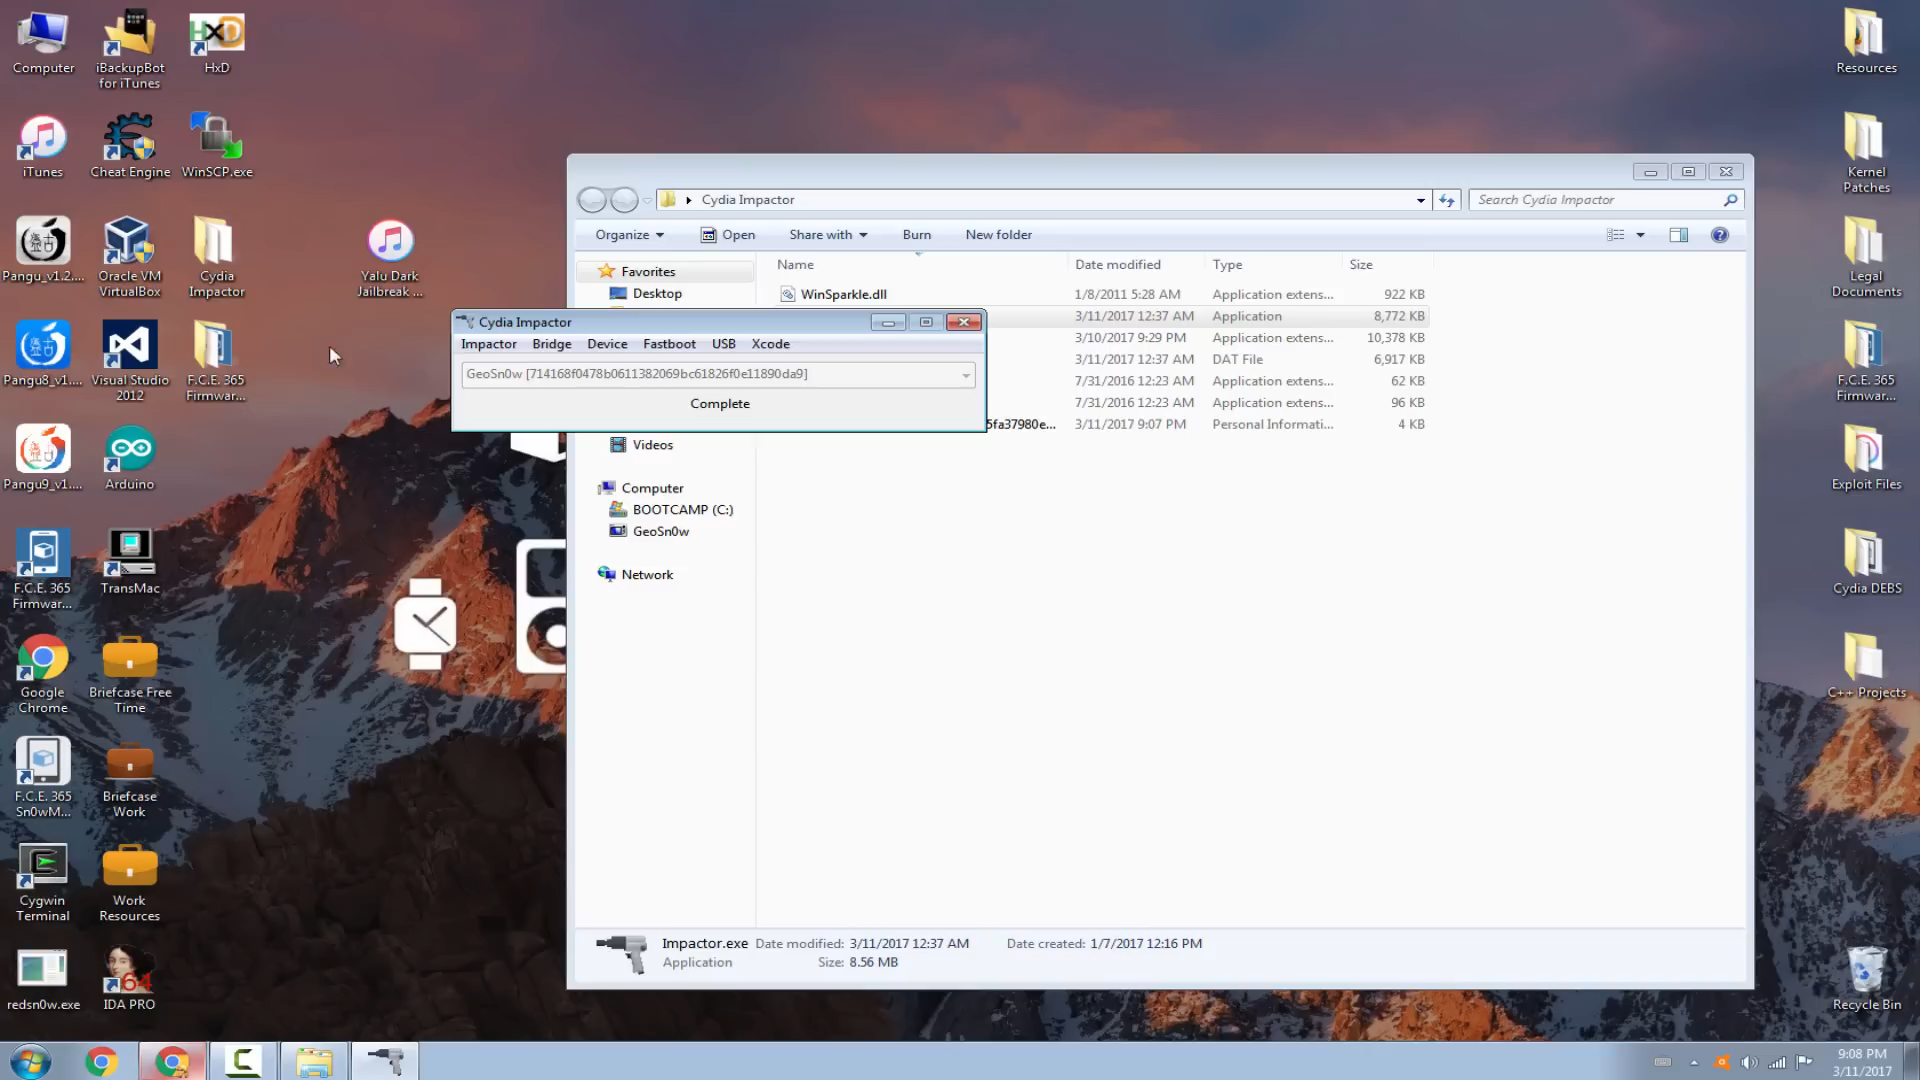 Computer
iBackupBot
for iTunes
HxD
iTunes
Cheat Engine
WinSCP.exe
Pangu_v1.2....
Oracle VM
VirtualBox
Cydia
Impactor
Yalu Dark
Jailbreak ...
Pangu8_v1....
Visual Studio
2012
F.C.E. 365
Firmwar...
Pangu9_v1....
Arduino
F.C.E. 365
Firmwar...
TransMac
Google
Chrome
Briefcase Free
Time
F.C.E. 365
Sn0wM...
Briefcase
Work
Cygwin
Terminal
Work
Resources
redsn0w.exe
64
IDA PRO
Cydia Impactor
Search Cydia Impactor
Organize
Open
Share with
Burn
New folder
Favorites
Desktop
Videos
Computer
BOOTCAMP (C:)
GeoSn0w
Network
Name
Date modified
Type
Size
WinSparkle.dll
1/8/2011 5:28 AM
Application extens...
922 KB
3/11/2017 12:37 AM
Application
8,772 KB
3/10/2017 9:29 PM
10,378 KB
3/11/2017 12:37 AM
DAT File
6,917 KB
7/31/2016 12:23 AM
Application extens...
62 KB
7/31/2016 12:23 AM
Application extens...
96 KB
5fa37980e...
3/11/2017 9:07 PM
Personal Informati...
4 KB
Cydia Impactor
Impactor
Bridge
Device
Fastboot
USB
Xcode
GeoSn0w [714168f0478b0611382069bc61826f0e11890da9]
Complete
Impactor.exe
Date modified: 3/11/2017 12:37 AM
Date created: 1/7/2017 12:16 PM
Application
Size: 8.56 MB
Resources
Kernel
Patches
Legal
Documents
F.C.E. 365
Firmwar...
Exploit Files
Cydia DEBS
C++ Projects
Recycle Bin
9:08 PM
3/11/2017